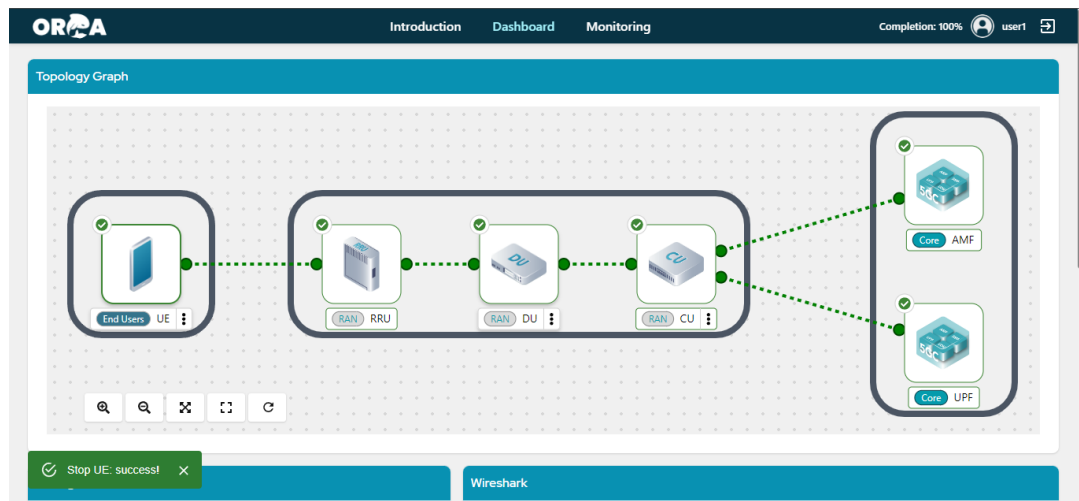 ORCA
Introduction Dashboard Monitoring
Completion: 100% user1
Topology Graph
RRU
DU
CU
5GC
5GC
End Users UE
RAN RRU
RAN DU
RAN CU
Core AMF
Core UPF
Stop UE: success!
Wireshark